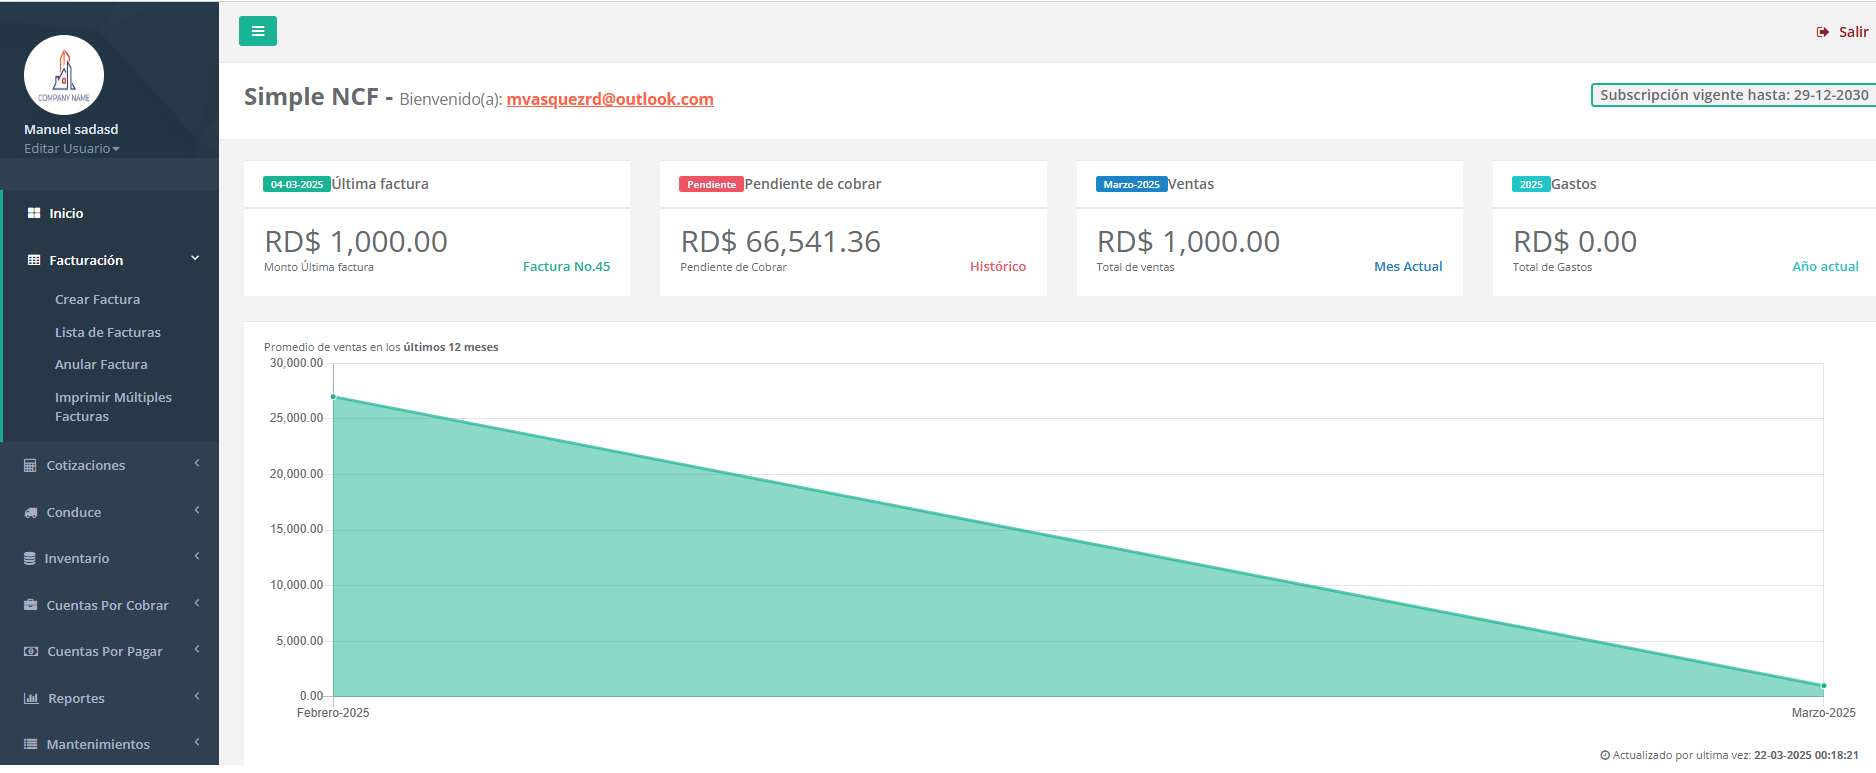 COMPANY NAME
Manuel sadasd
Editar Usuario
Inicio
Facturación
Crear Factura
Lista de Facturas
Anular Factura
Imprimir Múltiples
Facturas
Cotizaciones
Conduce
Inventario
Cuentas Por Cobrar
Cuentas Por Pagar
Reportes
Mantenimientos
Salir
Simple NCF - Bienvenido(a): mvasquezrd@outlook.com
Subscripción vigente hasta: 29-12-2030
04-03-2025 Última factura
RD$ 1,000.00
Monto Última factura
Factura No.45
Pendiente Pendiente de cobrar
RD$ 66,541.36
Pendiente de Cobrar
Histórico
Marzo-2025 Ventas
RD$ 1,000.00
Total de ventas
Mes Actual
2025 Gastos
RD$ 0.00
Total de Gastos
Año actual
Promedio de ventas en los últimos 12 meses
30,000.00
25,000.00
20,000.00
15,000.00
10,000.00
5,000.00
0.00
Febrero-2025
Marzo-2025
Actualizado por ultima vez: 22-03-2025 00:18:21